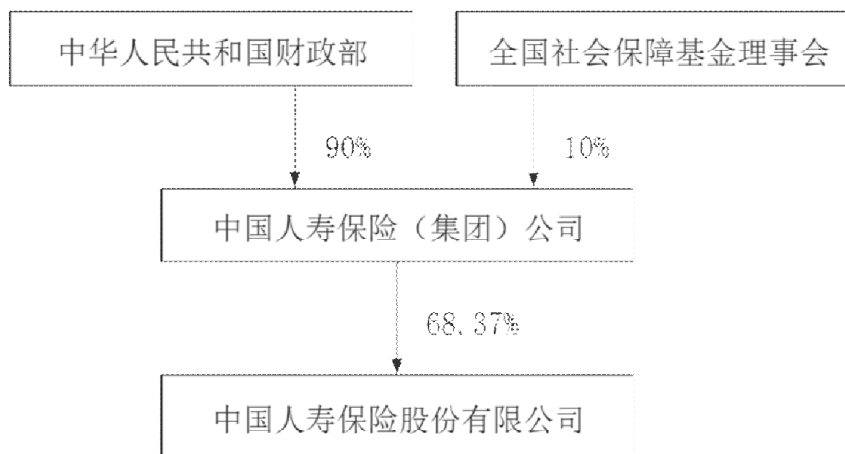 中华人民共和国财政部
全国社会保障基金理事会
90%
10%
中国人寿保险（集团）公司
68.37%
中国人寿保险股份有限公司